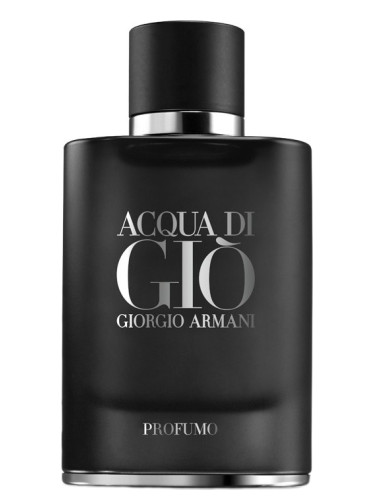 ACQUA DI
GIÒ
GIORGIO ARMANI
PROFUMO